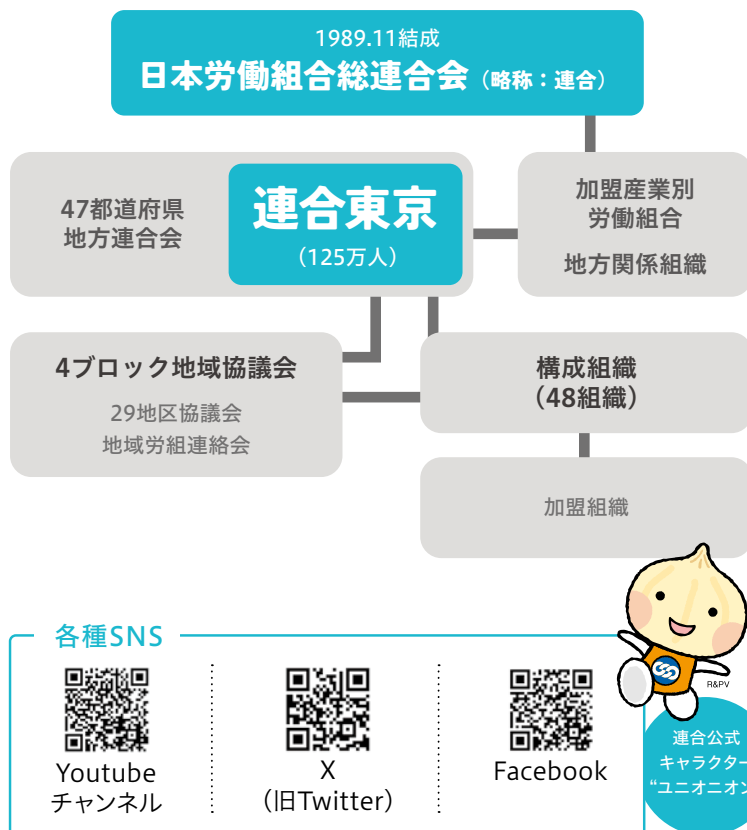 1989.11結成
日本労働組合総連合会（略称：連合）
47都道府県
地方連合会
連合東京
（125万人）
加盟産業別
労働組合
地方関係組織
4ブロック地域協議会
29地区協議会
地域労組連絡会
構成組織
（48組織）
加盟組織
各種SNS
Youtube
チャンネル
X
（旧Twitter）
Facebook
R&PV
連合公式
キャラクター
“ユニオニオン”